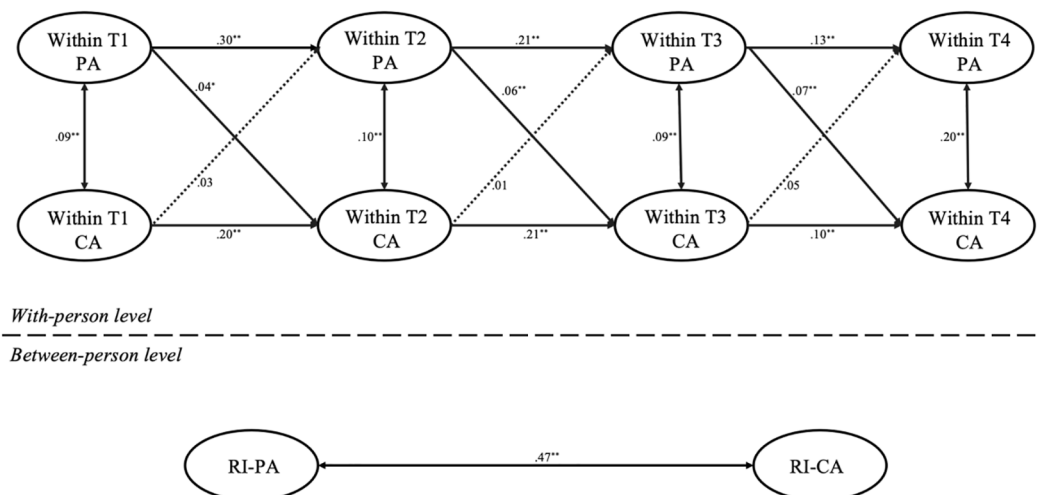 Within T1
PA
.30**
Within T2
PA
.21**
Within T3
PA
.13**
Within T4
PA
.04*
.06**
.07**
.09**
.10**
.09**
.20**
.03
.01
.05
Within T1
CA
.20**
Within T2
CA
.21**
Within T3
CA
.10**
Within T4
CA
With-person level
Between-person level
RI-PA
.47**
RI-CA